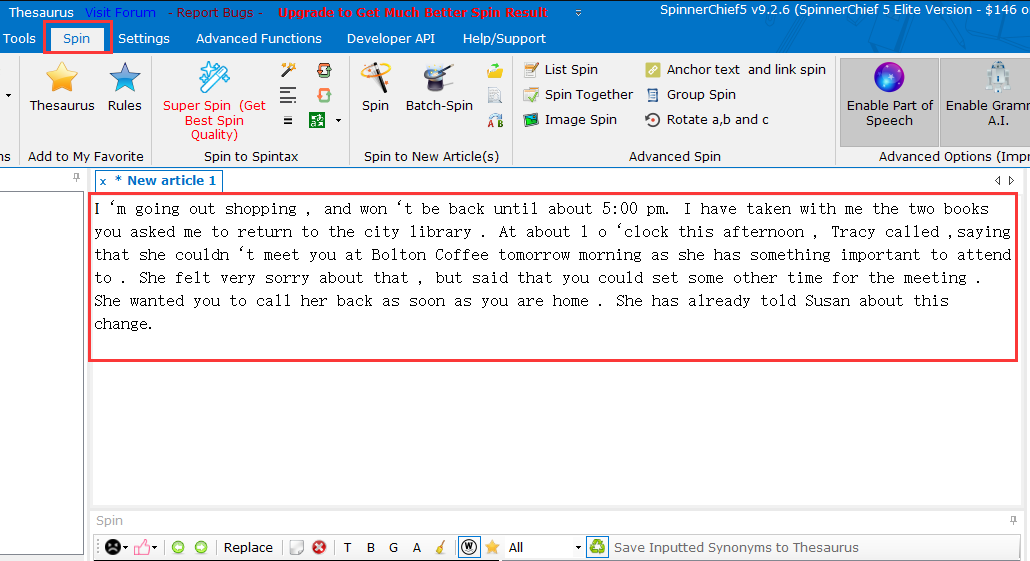 Thesaurus Visit Forum - Report Bugs - Upgrade to Get Much Better Spin Result
SpinnerChief5 v9.2.6 (SpinnerChief 5 Elite Version - $146 o
Tools Spin Settings Advanced Functions Developer API Help/Support
Thesaurus Rules
Super Spin (Get
Best Spin
Quality)
Spin Batch-Spin
List Spin
Spin Together
Image Spin
Anchor text and link spin
Group Spin
Rotate a,b and c
Enable Part of
Speech
Enable Gramm
A.I.
ns Add to My Favorite Spin to Spintax Spin to New Article(s) Advanced Spin Advanced Options (Imp
x * New article 1
I ‘m going out shopping , and won ‘t be back until about 5:00 pm. I have taken with me the two books
you asked me to return to the city library . At about l o ‘clock this afternoon , Tracy called ,saying
that she couldn ‘t meet you at Bolton Coffee tomorrow morning as she has something important to attend
to . She felt very sorry about that , but said that you could set some other time for the meeting .
She wanted you to call her back as soon as you are home . She has already told Susan about this
change.
Spin
Replace T B G A W All Save Inputted Synonyms to Thesaurus